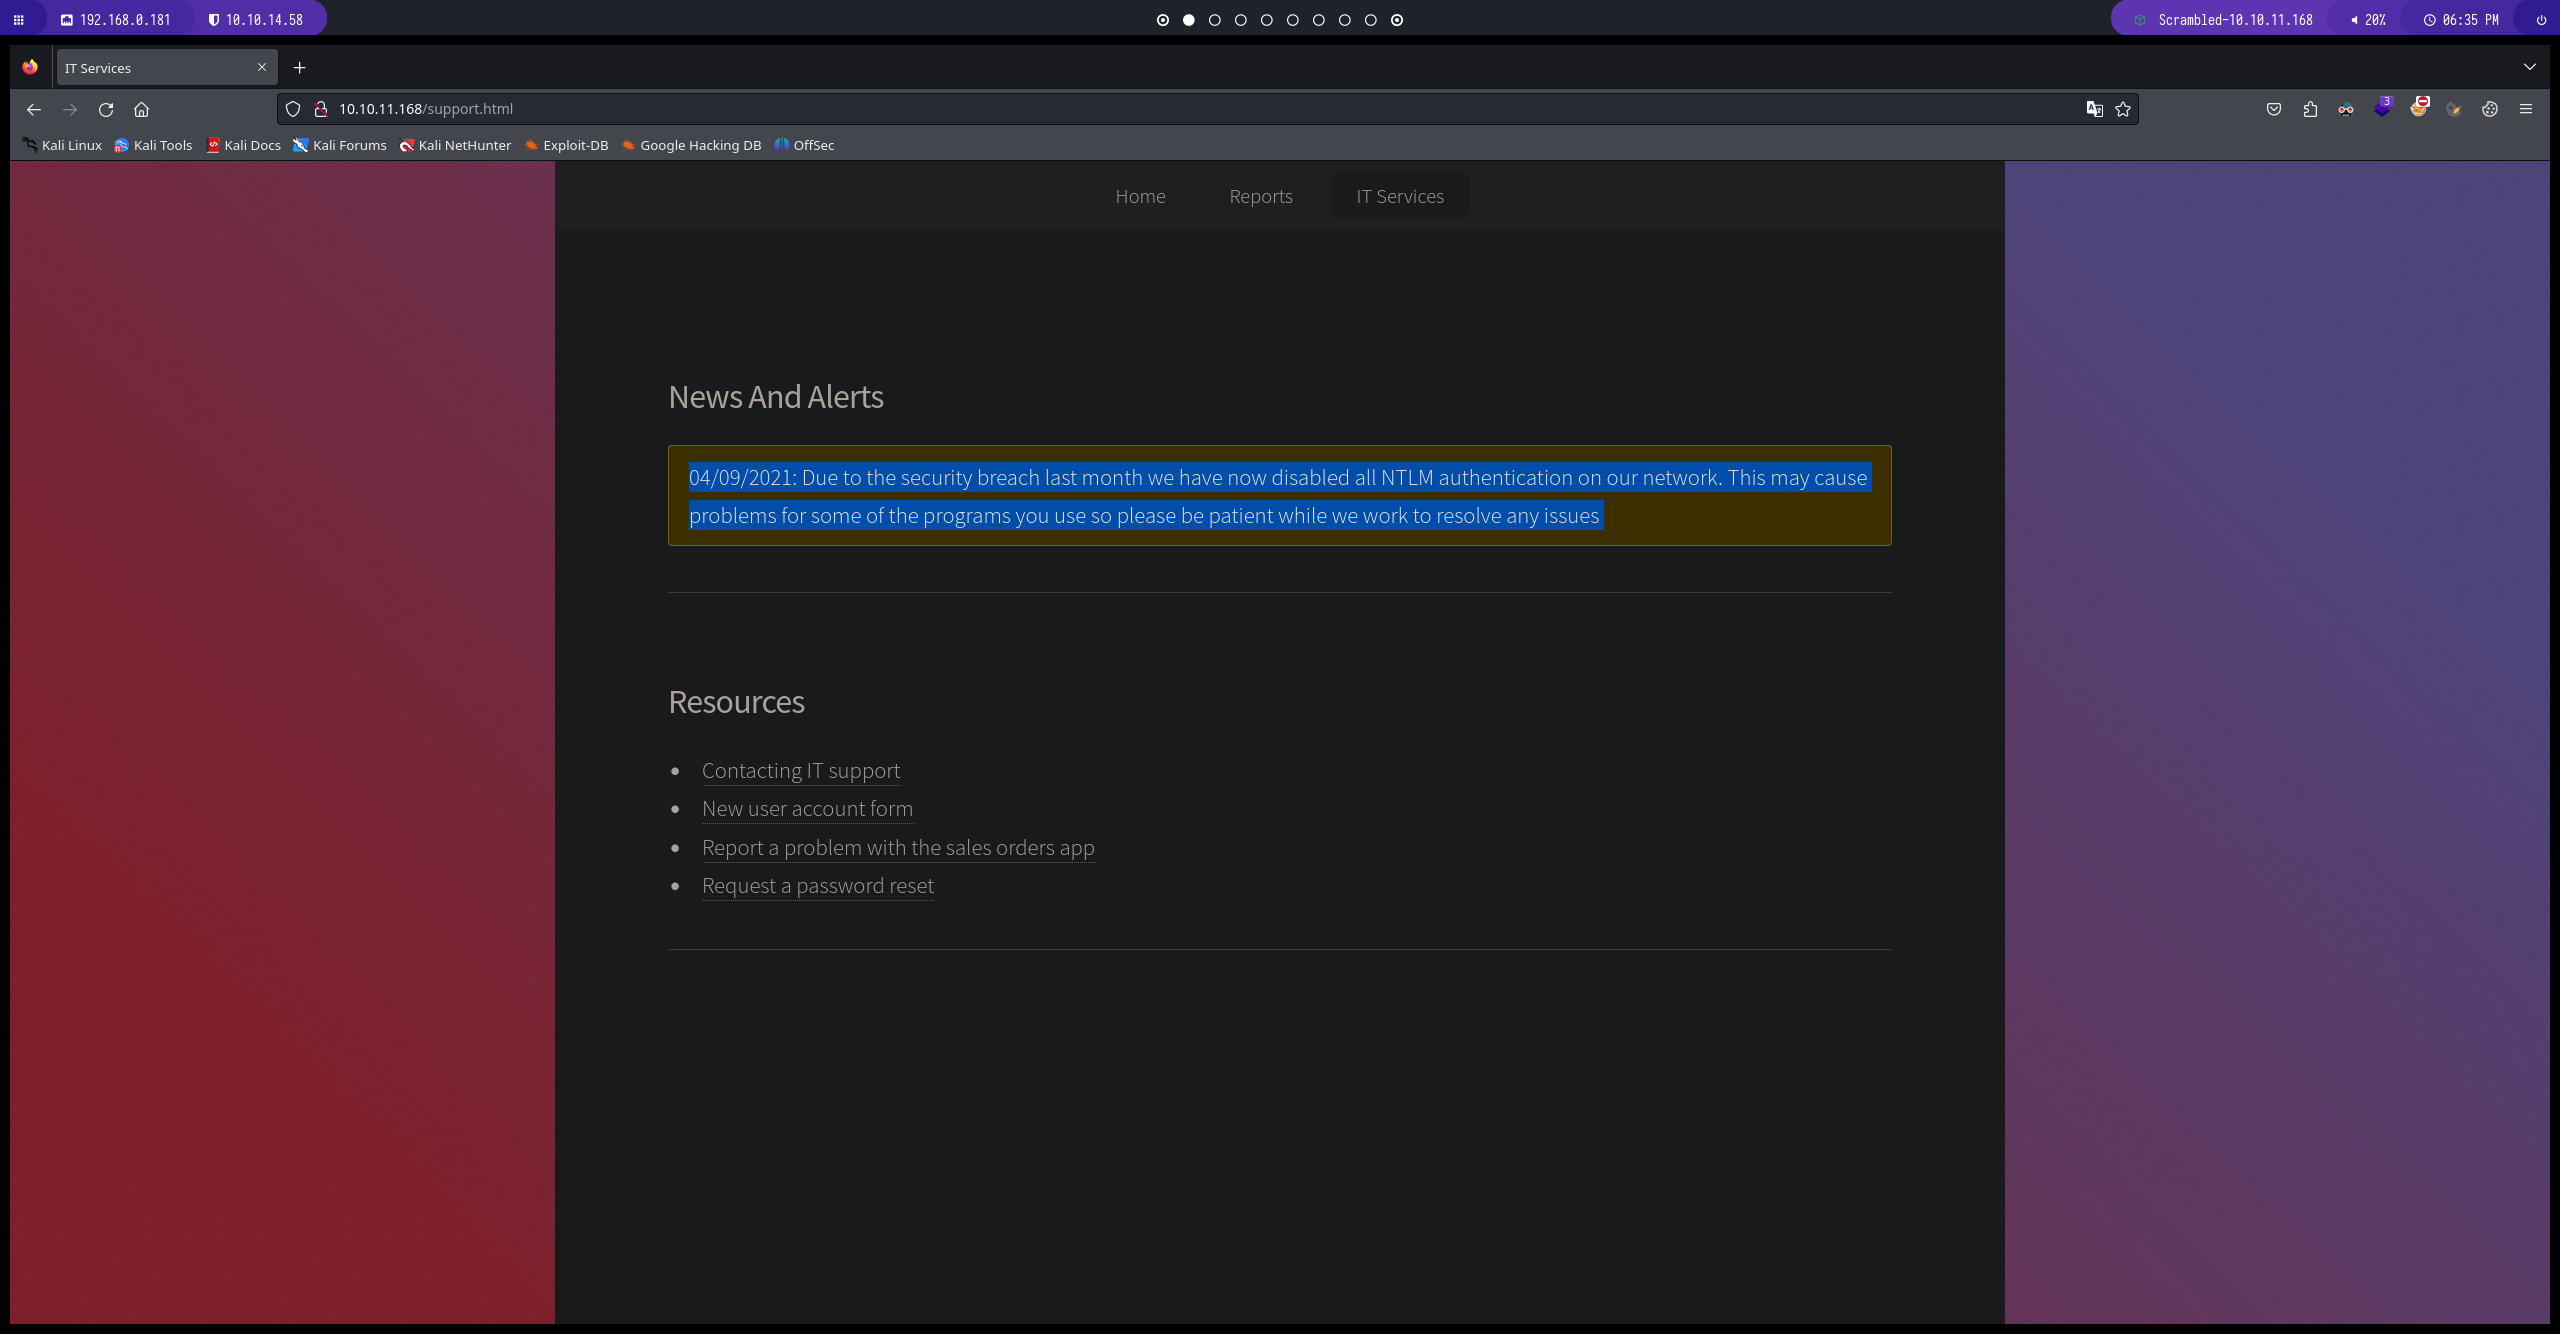 192.168.0.181 10.10.14.58 Scrambled-10.10.11.168 20% 06:35 PM
IT Services
10.10.11.168/support.html
3
Kali Linux Kali Tools Kali Docs Kali Forums Kali NetHunter Exploit-DB Google Hacking DB OffSec
Home Reports IT Services
News And Alerts
04/09/2021: Due to the security breach last month we have now disabled all NTLM authentication on our network. This may cause
problems for some of the programs you use so please be patient while we work to resolve any issues
Resources
Contacting IT support
New user account form
Report a problem with the sales orders app
Request a password reset